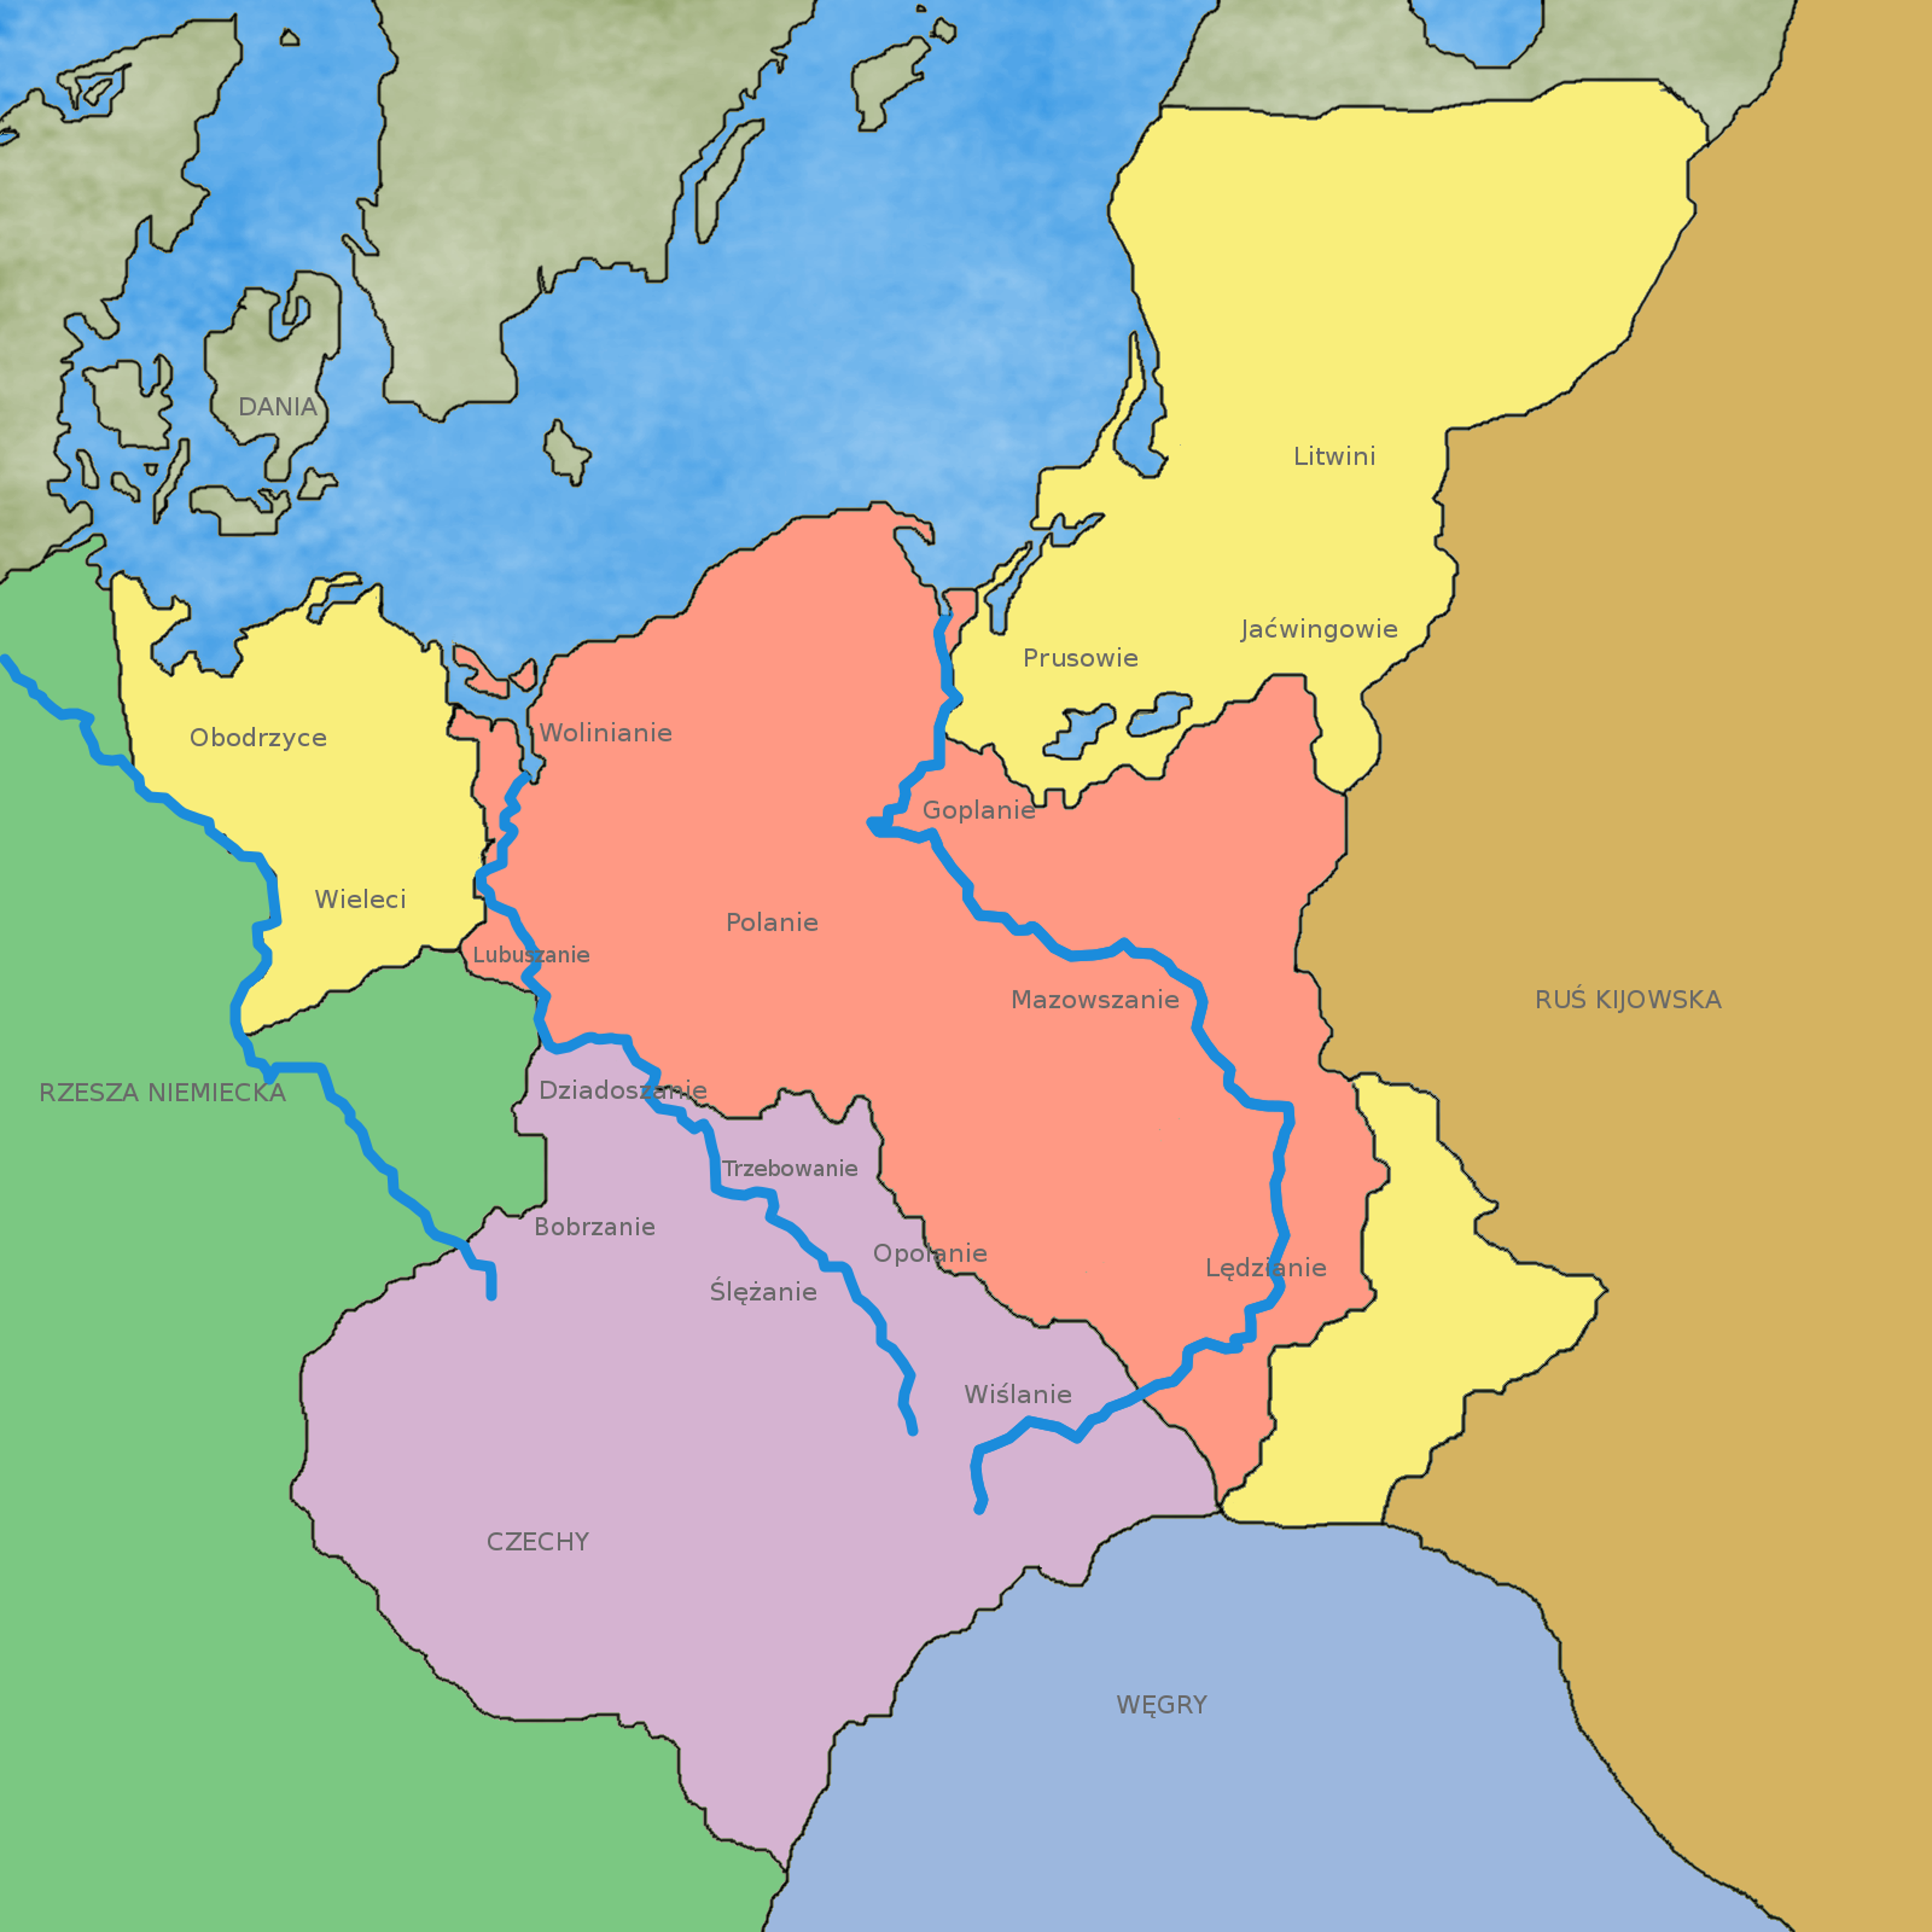 DANIA
Litwini
Jaćwingowie
Prusowie
Obodrzyce
Wolinianie
Goplanie
Wieleci
Polanie
Lubuszanie
Mazowszanie
RUŚ KIJOWSKA
RZESZA NIEMIECKA
Dziadoszanie
Trzebowanie
Bobrzanie
Opolanie
Lędzianie
Ślężanie
Wiślanie
CZECHY
WĘGRY